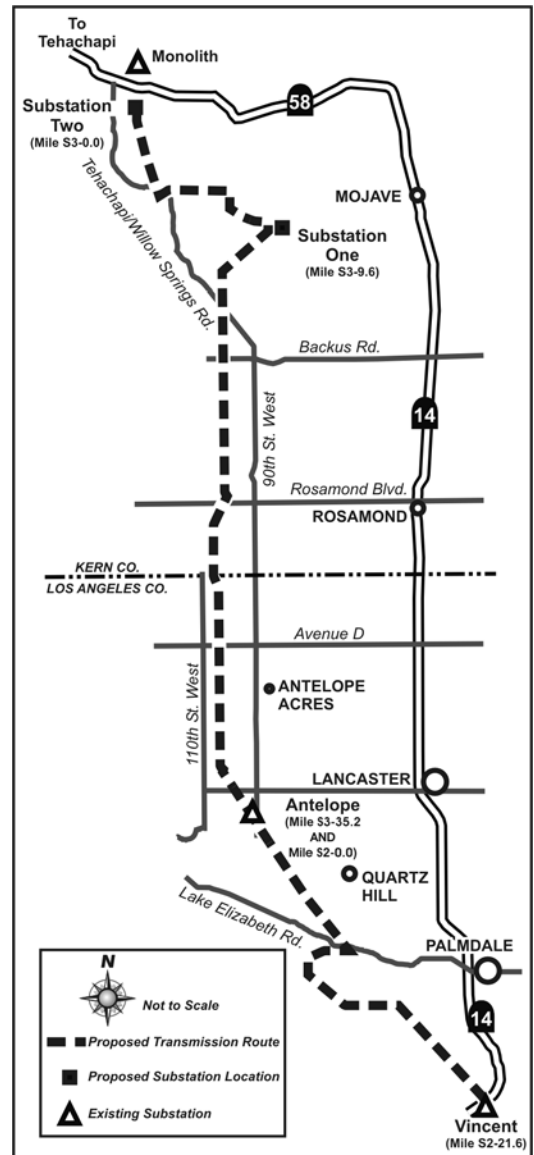 To
Tehachapi
Monolith
58
Substation
Two
(Mile S3-0.0)
MOJAVE
Tehachapi/Willow Springs Rd.
Substation
One
(Mile S3-9.6)
Backus Rd.
14
90th St. West
Rosamond Blvd.
ROSAMOND
KERN CO.
LOS ANGELES CO.
Avenue D
110th St. West
ANTELOPE
ACRES
LANCASTER
Antelope
(Mile S3-35.2
AND
Mile S2-0.0)
QUARTZ
HILL
Lake Elizabeth Rd.
PALMDALE
14
Vincent
(Mile S2-21.6)
N
Not to Scale
Proposed Transmission Route
Proposed Substation Location
Existing Substation